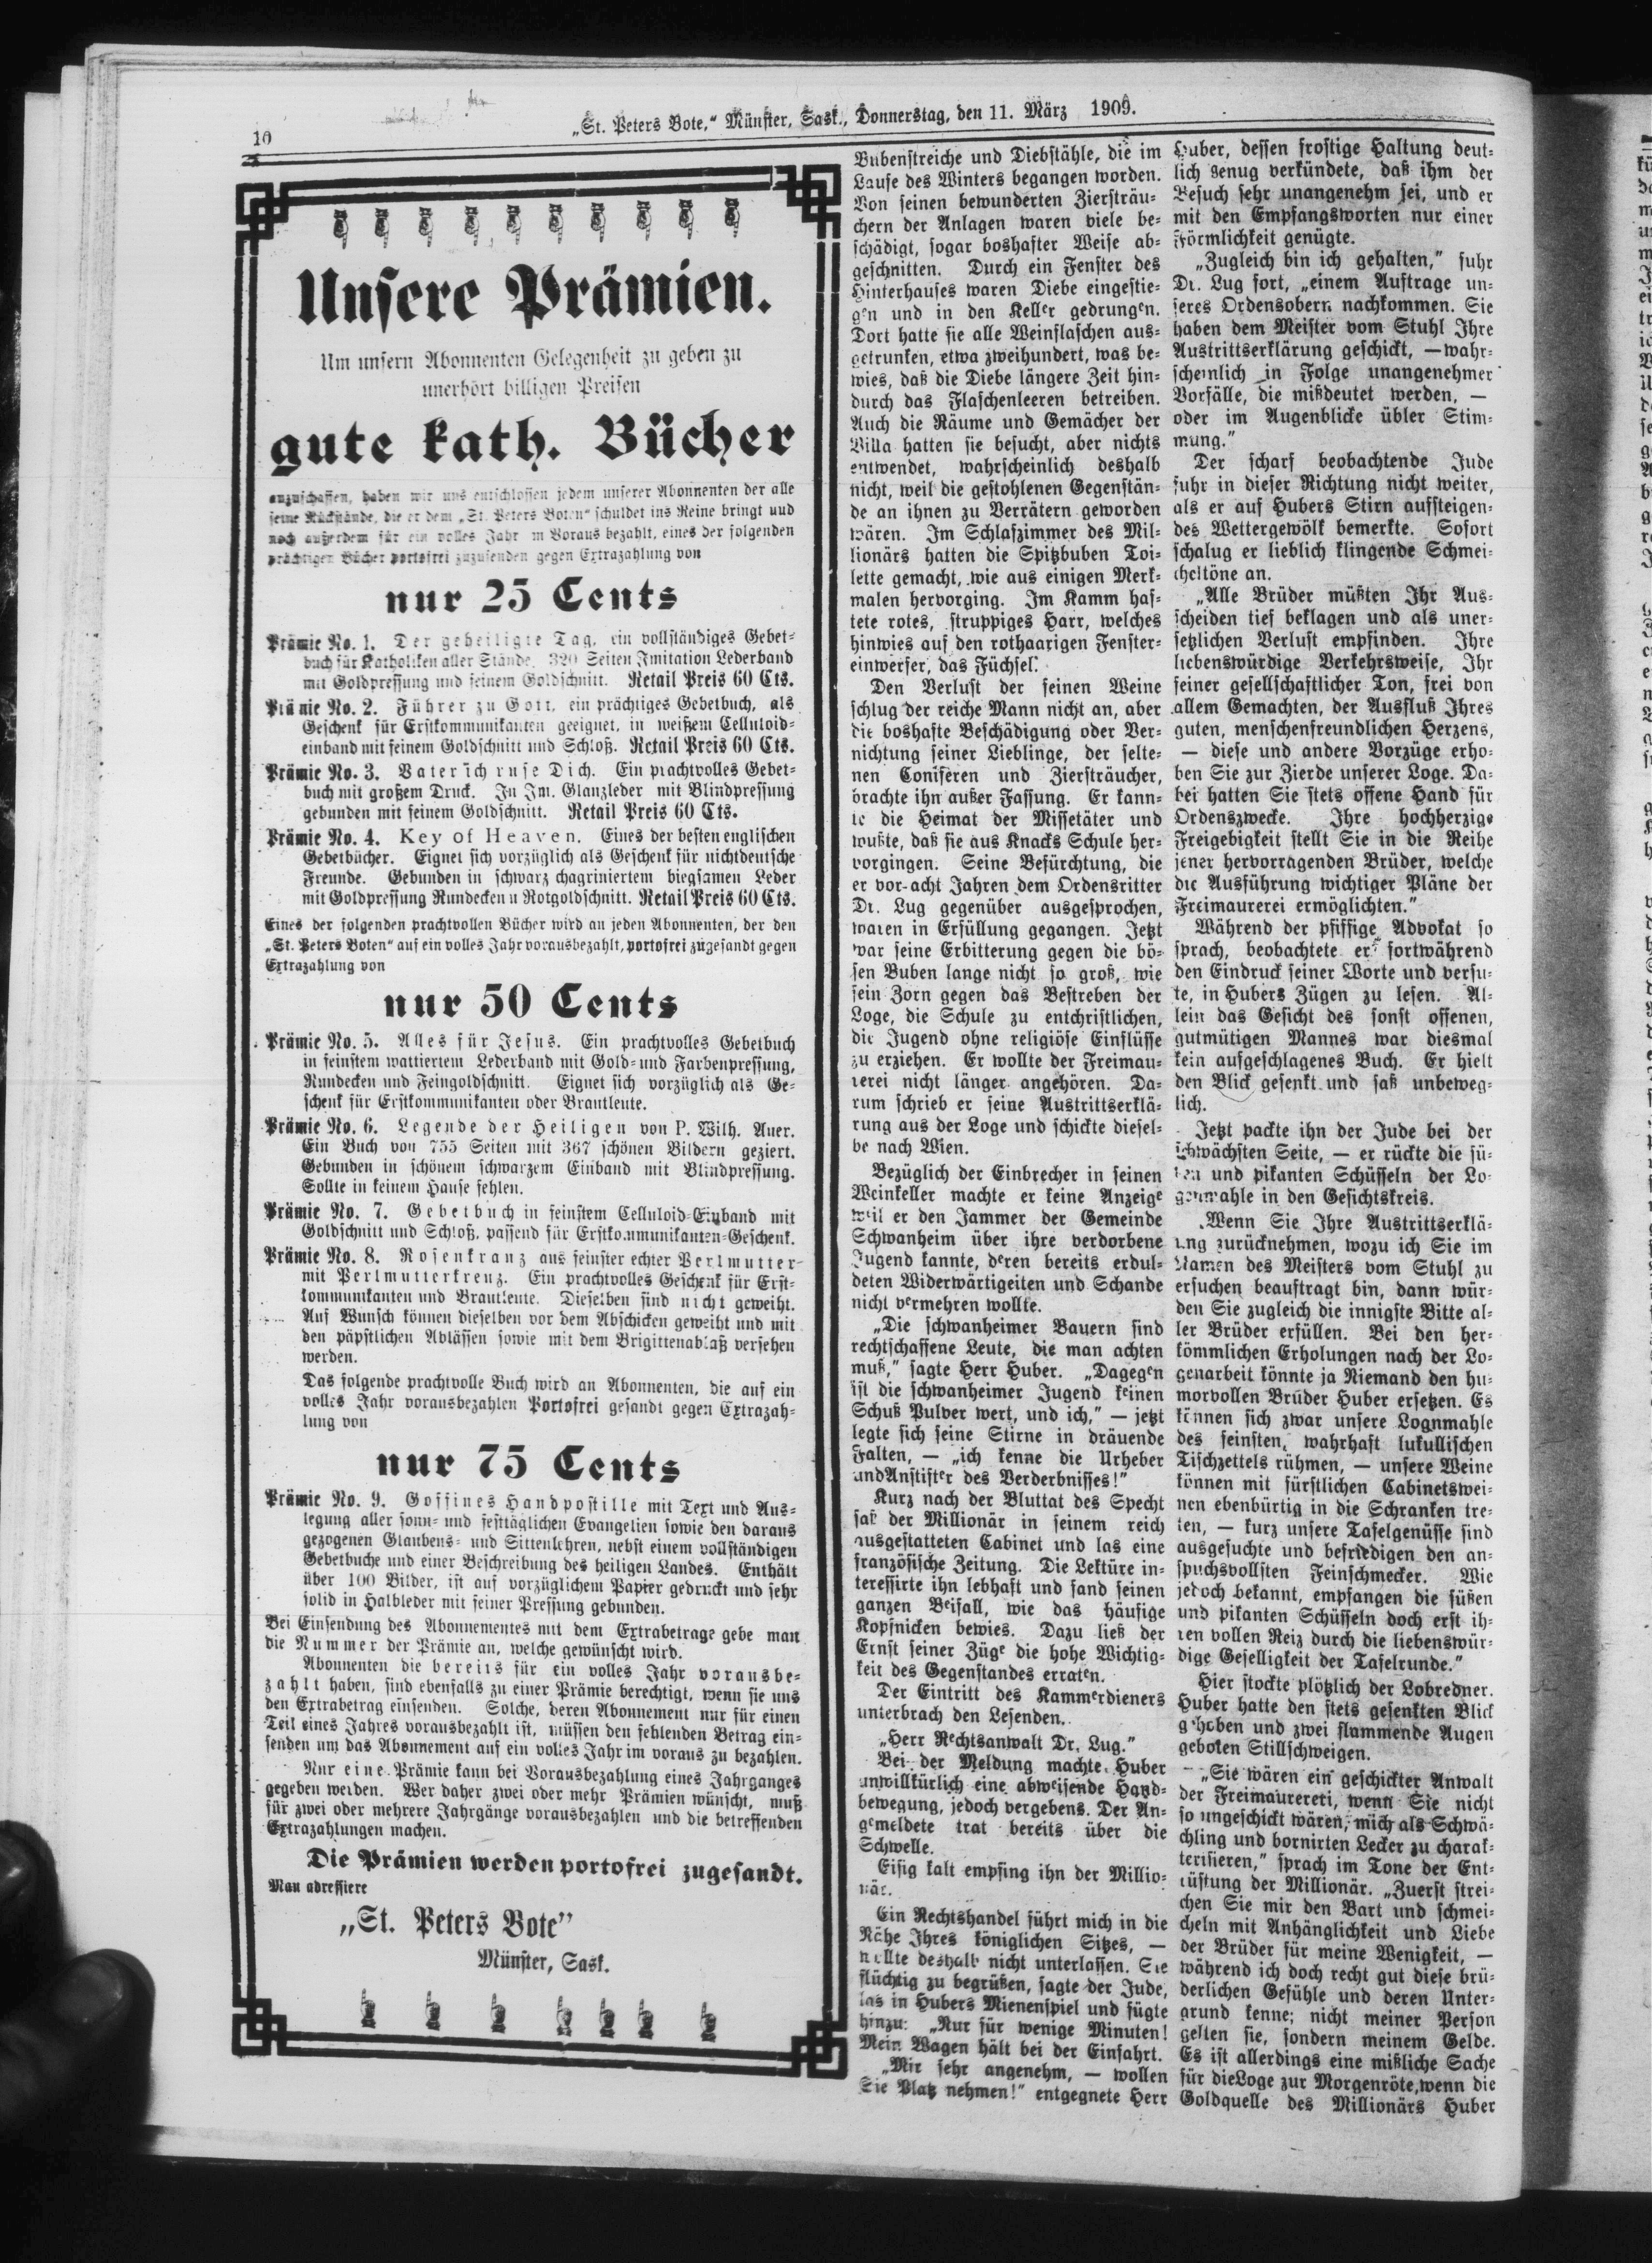 10
„St. Peters Bote,“ Münster, Sask., Donnerstag, den 11. März 1909.
Unsere Prämien.
Um unsern Abonnenten Gelegenheit zu geben zu
unerhört billigen Preisen
gute kath. Bücher
anzuschaffen, haben wir uns entschlossen jedem unserer Abonnenten der alle
seine Rückstände, die er dem „St. Peters Boten“ schuldet ins Reine bringt und
noch außerdem für ein volles Jahr im Voraus bezahlt, eines der folgenden
prächtigen Bücher portofrei zuzusenden gegen Extrazahlung von
nur 25 Cents
Prämie No. 1. Der geheiligte Tag, ein vollständiges Gebet-
buch für Katholiken aller Stände. 320 Seiten Imitation Lederband
mit Goldpressung und feinem Goldschnitt. Retail Preis 60 Cts.
Prämie No. 2. Führer zu Gott, ein prächtiges Gebetbuch, als
Geschenk für Erstkommunikanten geeignet, in weißem Celluloid-
einband mit feinem Goldschnitt und Schloß. Retail Preis 60 Cts.
Prämie No. 3. Vater ich rufe Dich. Ein prachtvolles Gebet-
buch mit großem Druck. In Im. Glanzleder mit Blindpressung
gebunden mit feinem Goldschnitt. Retail Preis 60 Cts.
Prämie No. 4. Key of Heaven. Eines der besten englischen
Gebetbücher. Eignet sich vorzüglich als Geschenk für nichtdeutsche
Freunde. Gebunden in schwarz chagriniertem biegsamen Leder
mit Goldpressung Rundecken u Rotgoldschnitt. Retail Preis 60 Cts.
Eines der folgenden prachtvollen Bücher wird an jeden Abonnenten, der den
„St. Peters Boten“ auf ein volles Jahr vorausbezahlt, portofrei zugesandt gegen
Extrazahlung von
nur 50 Cents
Prämie No. 5. Alles für Jesus. Ein prachtvolles Gebetbuch
in feinstem wattiertem Lederband mit Gold- und Farbenpressung,
Rundecken und Feingoldschnitt. Eignet sich vorzüglich als Ge-
schenk für Erstkommunikanten oder Brautleute.
Prämie No. 6. Legende der Heiligen von P. Wilh. Auer.
Ein Buch von 755 Seiten mit 367 schönen Bildern geziert.
Gebunden in schönem schwarzem Einband mit Blindpressung.
Sollte in keinem Hause fehlen.
Prämie No. 7. Gebetbuch in feinstem Celluloid-Einband mit
Goldschnitt und Schloß, passend für Erstkommunikanten-Geschenk.
Prämie No. 8. Rosenkranz aus feinster echter Perlmutter
mit Perlmutterkreuz. Ein prachtvolles Geschenk für Erst-
kommunikanten und Brautleute. Dieselben sind nicht geweiht.
Auf Wunsch können dieselben vor dem Abschicken geweiht und mit
den päpstlichen Ablässen sowie mit dem Brigittenablaß versehen
werden.
Das folgende prachtvolle Buch wird an Abonnenten, die auf ein
volles Jahr vorausbezahlen Portofrei gesandt gegen Extrazah-
lung von
nur 75 Cents
Prämie No. 9. Goffines Handpostille mit Text und Aus-
legung aller sonn- und festtäglichen Evangelien sowie den daraus
gezogenen Glaubens- und Sittenlehren, nebst einem vollständigen
Gebetbuche und einer Beschreibung des heiligen Landes. Enthält
über 100 Bilder, ist auf vorzüglichem Papier gedruckt und sehr
solid in Halbleder mit feiner Pressung gebunden.
Bei Einsendung des Abonnementes mit dem Extrabetrage gebe man
die Nummer der Prämie an, welche gewünscht wird.
Abonnenten die bereits für ein volles Jahr vorausbe-
zahlt haben, sind ebenfalls zu einer Prämie berechtigt, wenn sie uns
den Extrabetrag einsenden. Solche, deren Abonnement nur für einen
Teil eines Jahres vorausbezahlt ist, müssen den fehlenden Betrag ein-
senden um das Abonnement auf ein volles Jahr im voraus zu bezahlen.
Nur eine Prämie kann bei Vorausbezahlung eines Jahrganges
gegeben werden. Wer daher zwei oder mehr Prämien wünscht, muß
für zwei oder mehrere Jahrgänge vorausbezahlen und die betreffenden
Extrazahlungen machen.
Die Prämien werden portofrei zugesandt.
Man adressiere
„St. Peters Bote”
Münster, Sask.
Bubenstreiche und Diebstähle, die im
Laufe des Winters begangen worden.
Von seinen bewunderten Ziersträu-
chern der Anlagen waren viele be-
schädigt, sogar boshafter Weise ab-
geschnitten. Durch ein Fenster des
Hinterhauses waren Diebe eingestie-
gen und in den Keller gedrungen.
Dort hatte sie alle Weinflaschen aus-
getrunken, etwa zweihundert, was be-
wies, daß die Diebe längere Zeit hin-
durch das Flaschenleeren betreiben.
Auch die Räume und Gemächer der
Villa hatten sie besucht, aber nichts
entwendet, wahrscheinlich deshalb
nicht, weil die gestohlenen Gegenstän-
de an ihnen zu Verrätern geworden
wären. Im Schlafzimmer des Mil-
lionärs hatten die Spitzbuben Toi-
lette gemacht, wie aus einigen Merk-
malen hervorging. Im Kamm haf-
tete rotes, struppiges Harr, welches
hinwies auf den rothaarigen Fenster-
einwerfer, das Füchsel.
Den Verlust der feinen Weine
schlug der reiche Mann nicht an, aber
die boshafte Beschädigung oder Ver-
nichtung seiner Lieblinge, der selte-
nen Coniferen und Ziersträucher,
brachte ihn außer Fassung. Er kann-
te die Heimat der Missetäter und
wußte, daß sie aus Knacks Schule her-
vorgingen. Seine Befürchtung, die
er vor acht Jahren dem Ordensritter
Dr. Lug gegenüber ausgesprochen,
waren in Erfüllung gegangen. Jetzt
war seine Erbitterung gegen die bö-
sen Buben lange nicht so groß, wie
sein Zorn gegen das Bestreben der
Loge, die Schule zu entchristlichen,
die Jugend ohne religiöse Einflüsse
zu erziehen. Er wollte der Freimau-
rerei nicht länger angehören. Da-
rum schrieb er seine Austrittserklä-
rung aus der Loge und schickte diesel-
be nach Wien.
Bezüglich der Einbrecher in seinen
Weinkeller machte er keine Anzeige
weil er den Jammer der Gemeinde
Schwanheim über ihre verdorbene
Jugend kannte, deren bereits erdul-
deten Widerwärtigeiten und Schande
nicht vermehren wollte.
„Die schwanheimer Bauern sind
rechtschaffene Leute, die man achten
muß,” sagte Herr Huber. „Dagegen
ist die schwanheimer Jugend keinen
Schuß Pulver wert, und ich,” — jetzt
legte sich seine Stirne in dräuende
Falten, — „ich kenne die Urheber
und Anstifter des Verderbnisses!”
Kurz nach der Bluttat des Specht
saß der Millionär in seinem reich
ausgestatteten Cabinet und las eine
französische Zeitung. Die Lektüre in-
teressirte ihn lebhaft und fand seinen
ganzen Beifall, wie das häufige
Kopfnicken bewies. Dazu ließ der
Ernst seiner Züge die hohe Wichtig-
keit des Gegenstandes erraten.
Der Eintritt des Kammerdieners
unterbrach den Lesenden.
„Herr Rechtsanwalt Dr. Lug.”
Bei der Meldung machte Huber
unwillkürlich eine abweisende Hand-
bewegung, jedoch vergebens. Der An-
gemeldete trat bereits über die
Schwelle.
Eisig kalt empfing ihn der Millio-
när.
Ein Rechtshandel führt mich in die
Nähe Ihres königlichen Sitzes, —
wollte deshalb nicht unterlassen. Sie
flüchtig zu begrüßen, sagte der Jude,
las in Hubers Mienenspiel und fügte
hinzu: „Nur für wenige Minuten!
Mein Wagen hält bei der Einfahrt.
„Mir sehr angenehm, — wollen
Sie Platz nehmen!” entgegnete Herr
Huber, dessen frostige Haltung deut-
lich genug verkündete, daß ihm der
Besuch sehr unangenehm sei, und er
mit den Empfangsworten nur einer
Förmlichkeit genügte.
„Zugleich bin ich gehalten,” fuhr
Dr. Lug fort, „einem Auftrage un-
seres Ordensobern nachkommen. Sie
haben dem Meister vom Stuhl Ihre
Austrittserklärung geschickt, — wahr-
scheinlich in Folge unangenehmer
Vorfälle, die mißdeutet werden, —
oder im Augenblicke übler Stim-
mung.”
Der scharf beobachtende Jude
fuhr in dieser Richtung nicht weiter,
als er auf Hubers Stirn aufsteigen-
des Wettergewölk bemerkte. Sofort
schalug er lieblich klingende Schmei-
cheltöne an.
„Alle Brüder müßten Ihr Aus-
scheiden tief beklagen und als uner-
setzlichen Verlust empfinden. Ihre
liebenswürdige Verkehrsweise, Ihr
feiner gesellschaftlicher Ton, frei von
allem Gemachten, der Ausfluß Ihres
guten, menschenfreundlichen Herzens,
— diese und andere Vorzüge erho-
ben Sie zur Zierde unserer Loge. Da-
bei hatten Sie stets offene Hand für
Ordenszwecke. Ihre hochherzige
Freigebigkeit stellt Sie in die Reihe
jener hervorragenden Brüder, welche
die Ausführung wichtiger Pläne der
Freimaurerei ermöglichten.”
Während der pfiffige Advokat so
sprach, beobachtete er fortwährend
den Eindruck seiner Worte und versu-
te, in Hubers Zügen zu lesen. Al-
lein das Gesicht des sonst offenen,
gutmütigen Mannes war diesmal
kein aufgeschlagenes Buch. Er hielt
den Blick gesenkt und saß unbeweg-
lich.
Jetzt packte ihn der Jude bei der
schwächsten Seite, — er rückte die sü-
ßen und pikanten Schüsseln der Lo-
genmahle in den Gesichtskreis.
„Wenn Sie Ihre Austrittserklä-
rung zurücknehmen, wozu ich Sie im
Namen des Meisters vom Stuhl zu
ersuchen beauftragt bin, dann wür-
den Sie zugleich die innigste Bitte al-
ler Brüder erfüllen. Bei den her-
kömmlichen Erholungen nach der Lo-
genarbeit könnte ja Niemand den hu-
morvollen Bruder Huber ersetzen. Es
können sich zwar unsere Lognmahle
des feinsten, wahrhaft lukullischen
Tischzettels rühmen, — unsere Weine
können mit fürstlichen Cabinetswei-
nen ebenbürtig in die Schranken tre-
ten, — kurz unsere Tafelgenüsse sind
ausgesuchte und befriedigen den an-
spuchsvollsten Feinschmecker. Wie
jedoch bekannt, empfangen die süßen
und pikanten Schüsseln doch erst ih-
ren vollen Reiz durch die liebenswür-
dige Geselligkeit der Tafelrunde.”
Hier stockte plötzlich der Lobredner.
Huber hatte den stets gesenkten Blick
gehoben und zwei flammende Augen
geboten Stillschweigen.
„Sie wären ein geschickter Anwalt
der Freimaurereti, wenn Sie nicht
so ungeschickt wären, mich als Schwä-
chling und bornirten Lecker zu charak-
terisieren,” sprach im Tone der Ent-
rüstung der Millionär. „Zuerst strei-
chen Sie mir den Bart und schmei-
cheln mit Anhänglichkeit und Liebe
der Brüder für meine Wenigkeit, —
während ich doch recht gut diese brü-
derlichen Gefühle und deren Unter-
grund kenne; nicht meiner Person
gelten sie, sondern meinem Gelde.
Es ist allerdings eine mißliche Sache
für die Loge zur Morgenröte, wenn die
Goldquelle des Millionärs Huber